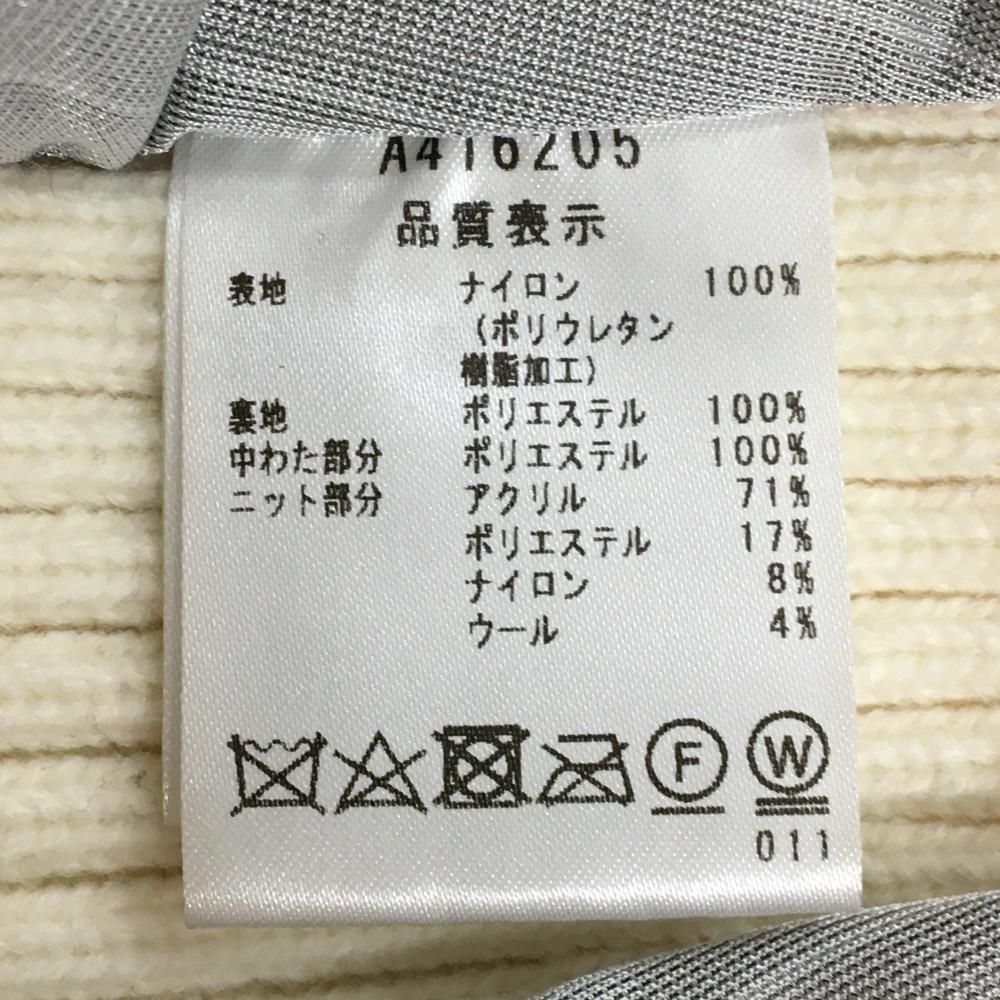 A416205
品質表示
表地 ナイロン 100%
(ポリウレタン
樹脂加工)
裏地 ポリエステル 100%
中わた部分 ポリエステル 100%
ニット部分 アクリル 71%
ポリエステル 17%
ナイロン 8%
ウール 4%
F W
011